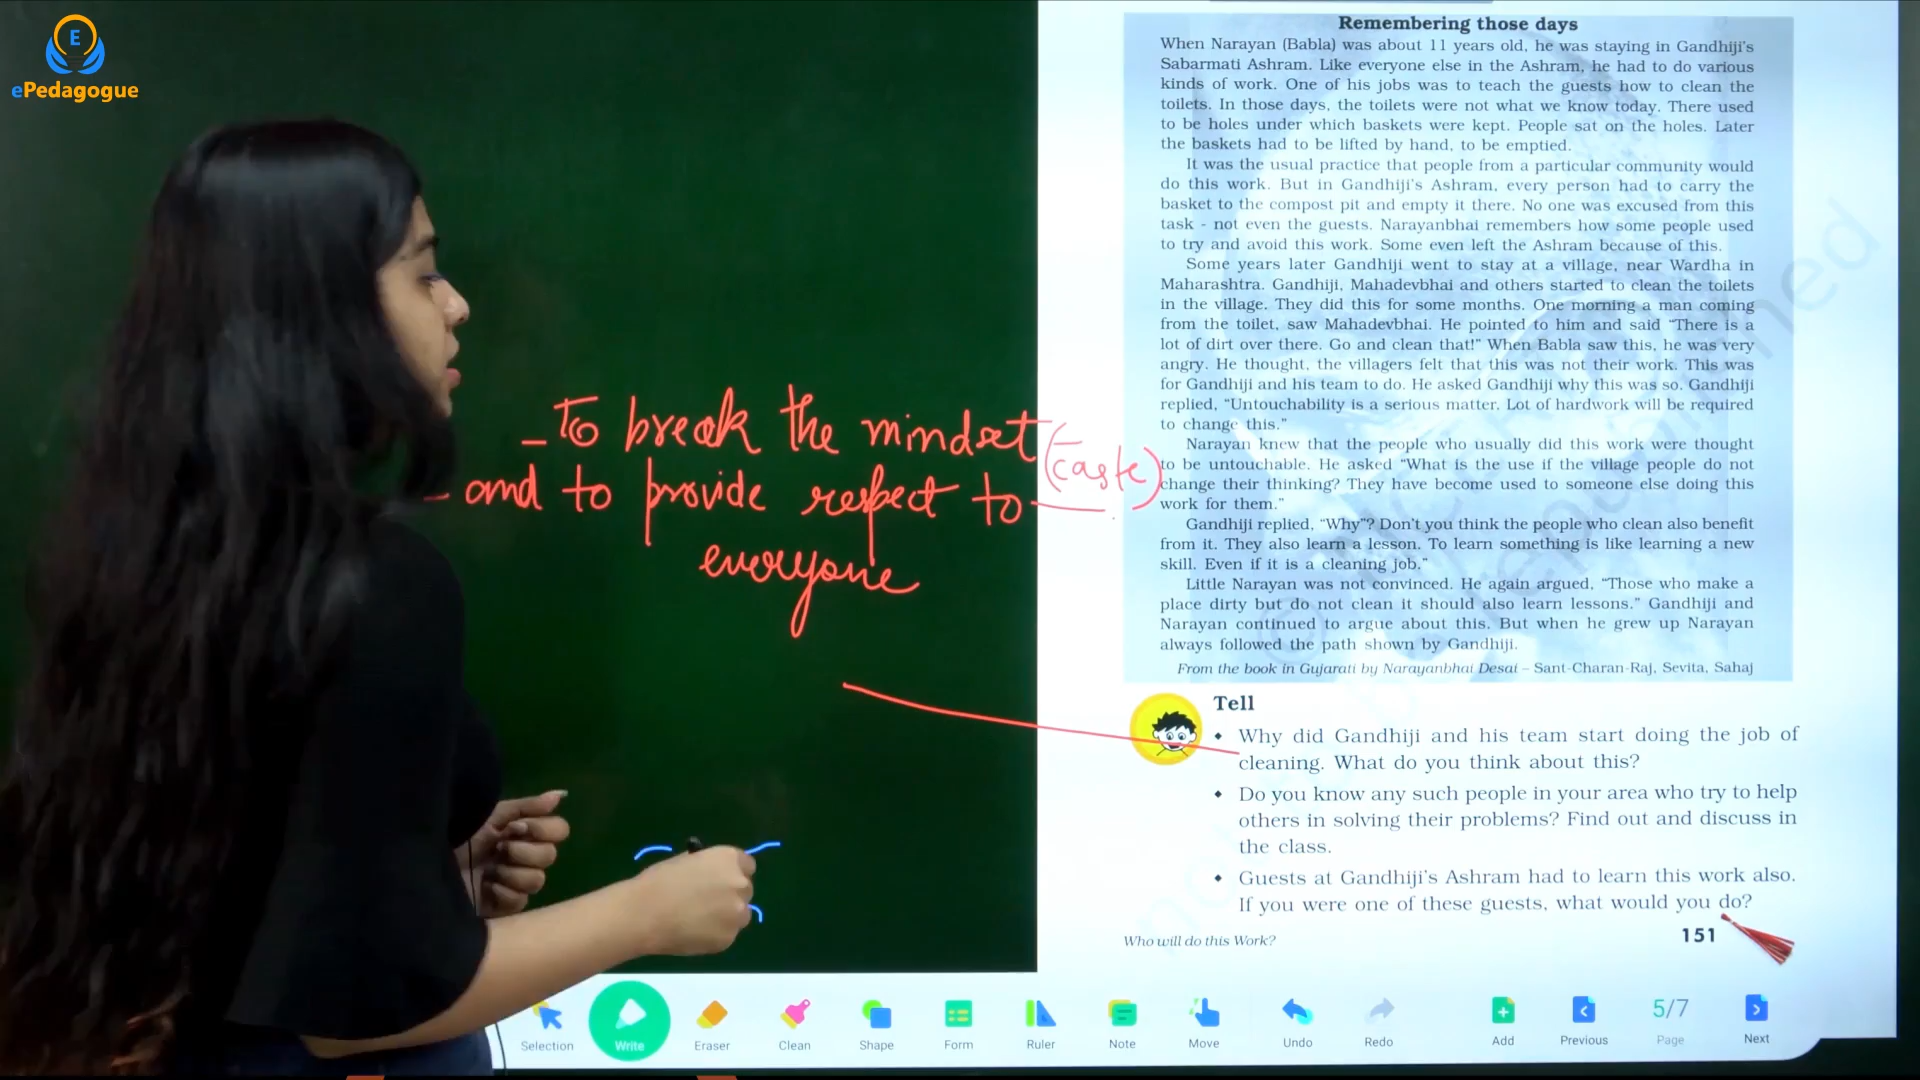 E
ePedagogue
- To break the mindset (caste)
- and to provide respect to
everyone
Remembering those days
When Narayan (Babla) was about 11 years old, he was staying in Gandhiji's
Sabarmati Ashram. Like everyone else in the Ashram, he had to do various
kinds of work. One of his jobs was to teach the guests how to clean the
toilets. In those days, the toilets were not what we know today. There used
to be holes under which baskets were kept. People sat on the holes. Later
the baskets had to be lifted by hand, to be emptied.
It was the usual practice that people from a particular community would
do this work. But in Gandhiji's Ashram, every person had to carry the
basket to the compost pit and empty it there. No one was excused from this
task - not even the guests. Narayanbhai remembers how some people used
to try and avoid this work. Some even left the Ashram because of this.
Some years later Gandhiji went to stay at a village, near Wardha in
Maharashtra. Gandhiji, Mahadevbhai and others started to clean the toilets
in the village. They did this for some months. One morning a man coming
from the toilet, saw Mahadevbhai. He pointed to him and said "There is a
lot of dirt over there. Go and clean that!" When Babla saw this, he was very
angry. He thought, the villagers felt that this was not their work. This was
for Gandhiji and his team to do. He asked Gandhiji why this was so. Gandhiji
replied, "Untouchability is a serious matter. Lot of hardwork will be required
to change this."
Narayan knew that the people who usually did this work were thought
to be untouchable. He asked "What is the use if the village people do not
change their thinking? They have become used to someone else doing this
work for them."
Gandhiji replied, "Why"? Don't you think the people who clean also benefit
from it. They also learn a lesson. To learn something is like learning a new
skill. Even if it is a cleaning job."
Little Narayan was not convinced. He again argued, "Those who make a
place dirty but do not clean it should also learn lessons." Gandhiji and
Narayan continued to argue about this. But when he grew up Narayan
always followed the path shown by Gandhiji.
From the book in Gujarati by Narayanbhai Desai – Sant-Charan-Raj, Sevita, Sahaj
Tell
• Why did Gandhiji and his team start doing the job of
cleaning. What do you think about this?
• Do you know any such people in your area who try to help
others in solving their problems? Find out and discuss in
the class.
• Guests at Gandhiji's Ashram had to learn this work also.
If you were one of these guests, what would you do?
Who will do this Work?
151
Selection Write Eraser Clean Shape Form Ruler Note Move Undo Redo Add Previous 5/7 Page Next